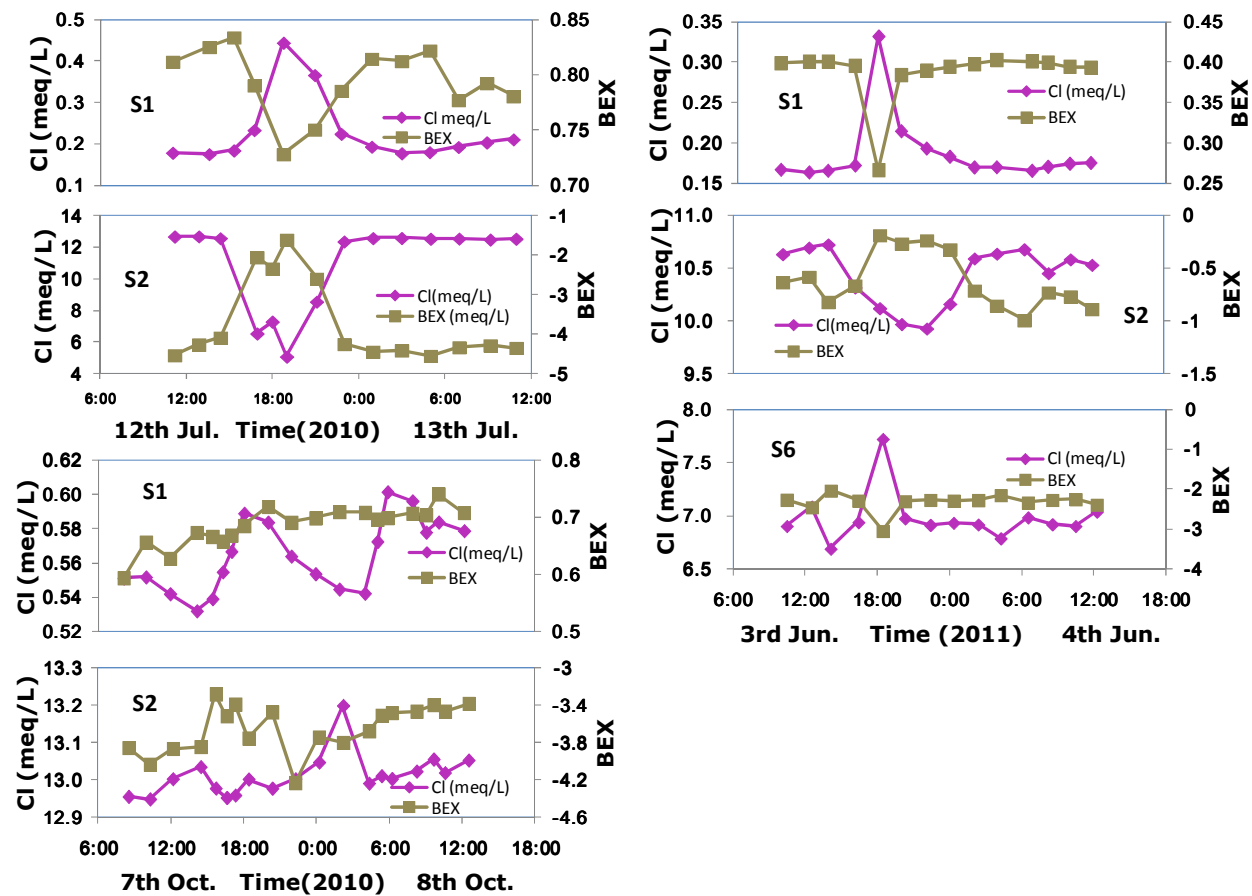 0.5
0.4
0.3
0.2
0.1
Cl (meq/L)
S1
Cl meq/L
BEX
0.85
0.80
0.75
0.70
BEX
14
12
10
8
6
4
Cl (meq/L)
S2
Cl(meq/L)
BEX (meq/L)
-1
-2
-3
-4
-5
BEX
6:00 12:00 18:00 0:00 6:00 12:00
12th Jul. Time(2010) 13th Jul.
0.62
0.60
0.58
0.56
0.54
0.52
Cl (meq/L)
S1
Cl(meq/L)
BEX
0.8
0.7
0.6
0.5
BEX
13.3
13.2
13.1
13.0
12.9
Cl (meq/L)
S2
Cl (meq/L)
BEX
-3
-3.4
-3.8
-4.2
-4.6
BEX
6:00 12:00 18:00 0:00 6:00 12:00 18:00
7th Oct. Time(2010) 8th Oct.
0.35
0.30
0.25
0.20
0.15
Cl (meq/L)
S1
Cl (meq/L)
BEX
0.45
0.40
0.35
0.30
0.25
BEX
11.0
10.5
10.0
9.5
Cl (meq/L)
S2
Cl(meq/L)
BEX
0
-0.5
-1
-1.5
BEX
8.0
7.5
7.0
6.5
Cl (meq/L)
S6
Cl (meq/L)
BEX
0
-1
-2
-3
-4
BEX
6:00 12:00 18:00 0:00 6:00 12:00 18:00
3rd Jun. Time (2011) 4th Jun.